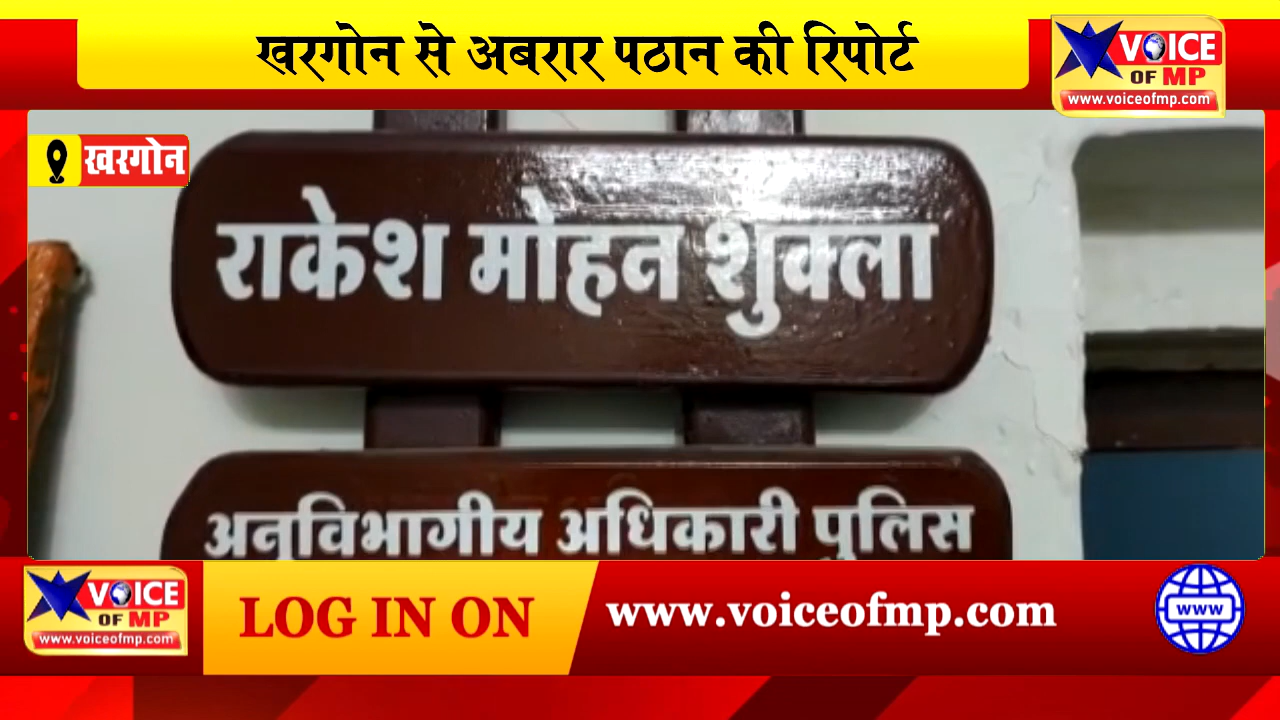 खरगोन से अबरार पठान की रिपोर्ट
VOICE
OF MP
www.voiceofmp.com
खरगोन
राकेश मोहन शुक्ला
अनुविभागीय अधिकारी पुलिस
VOICE
OF MP
www.voiceofmp.com
LOG IN ON
www.voiceofmp.com
www